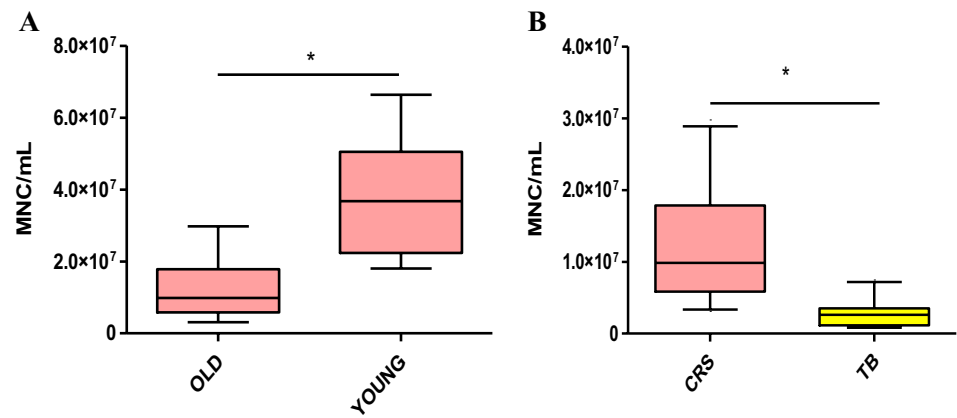 A
B
MNC/mL
8.0×10⁷
6.0×10⁷
4.0×10⁷
2.0×10⁷
0
*
OLD
YOUNG
MNC/mL
4.0×10⁷
3.0×10⁷
2.0×10⁷
1.0×10⁷
0
*
CRS
TB